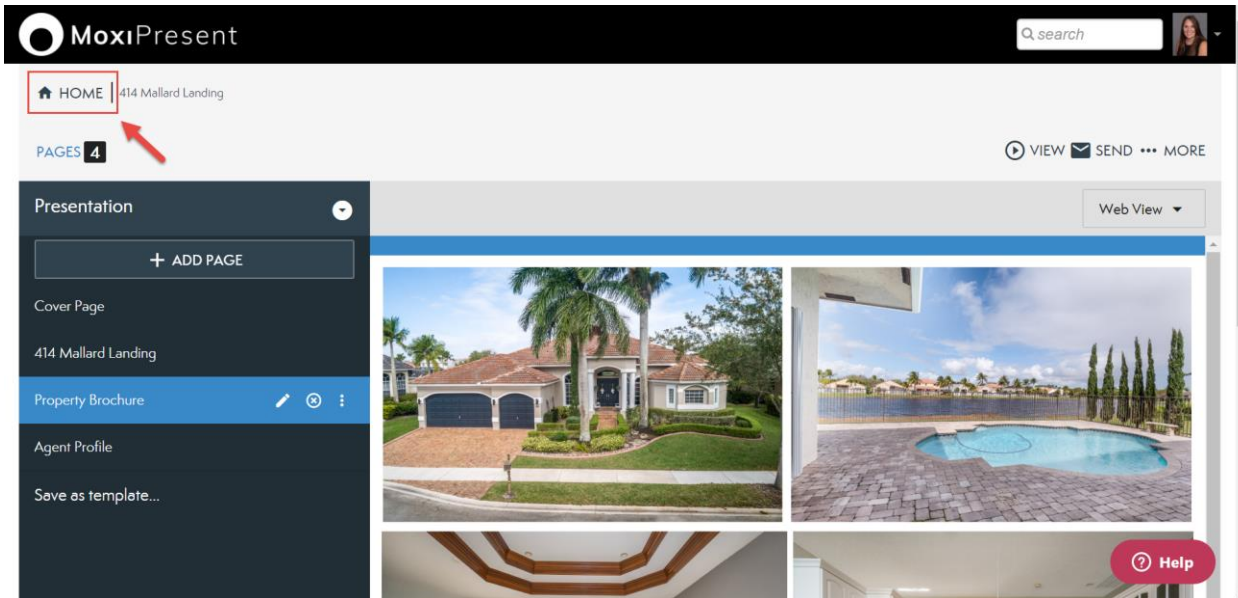 MoxiPresent
search
HOME | 414 Mallard Landing
PAGES 4
VIEW SEND ••• MORE
Presentation
Web View
+ ADD PAGE
Cover Page
414 Mallard Landing
Property Brochure
Agent Profile
Save as template...
? Help